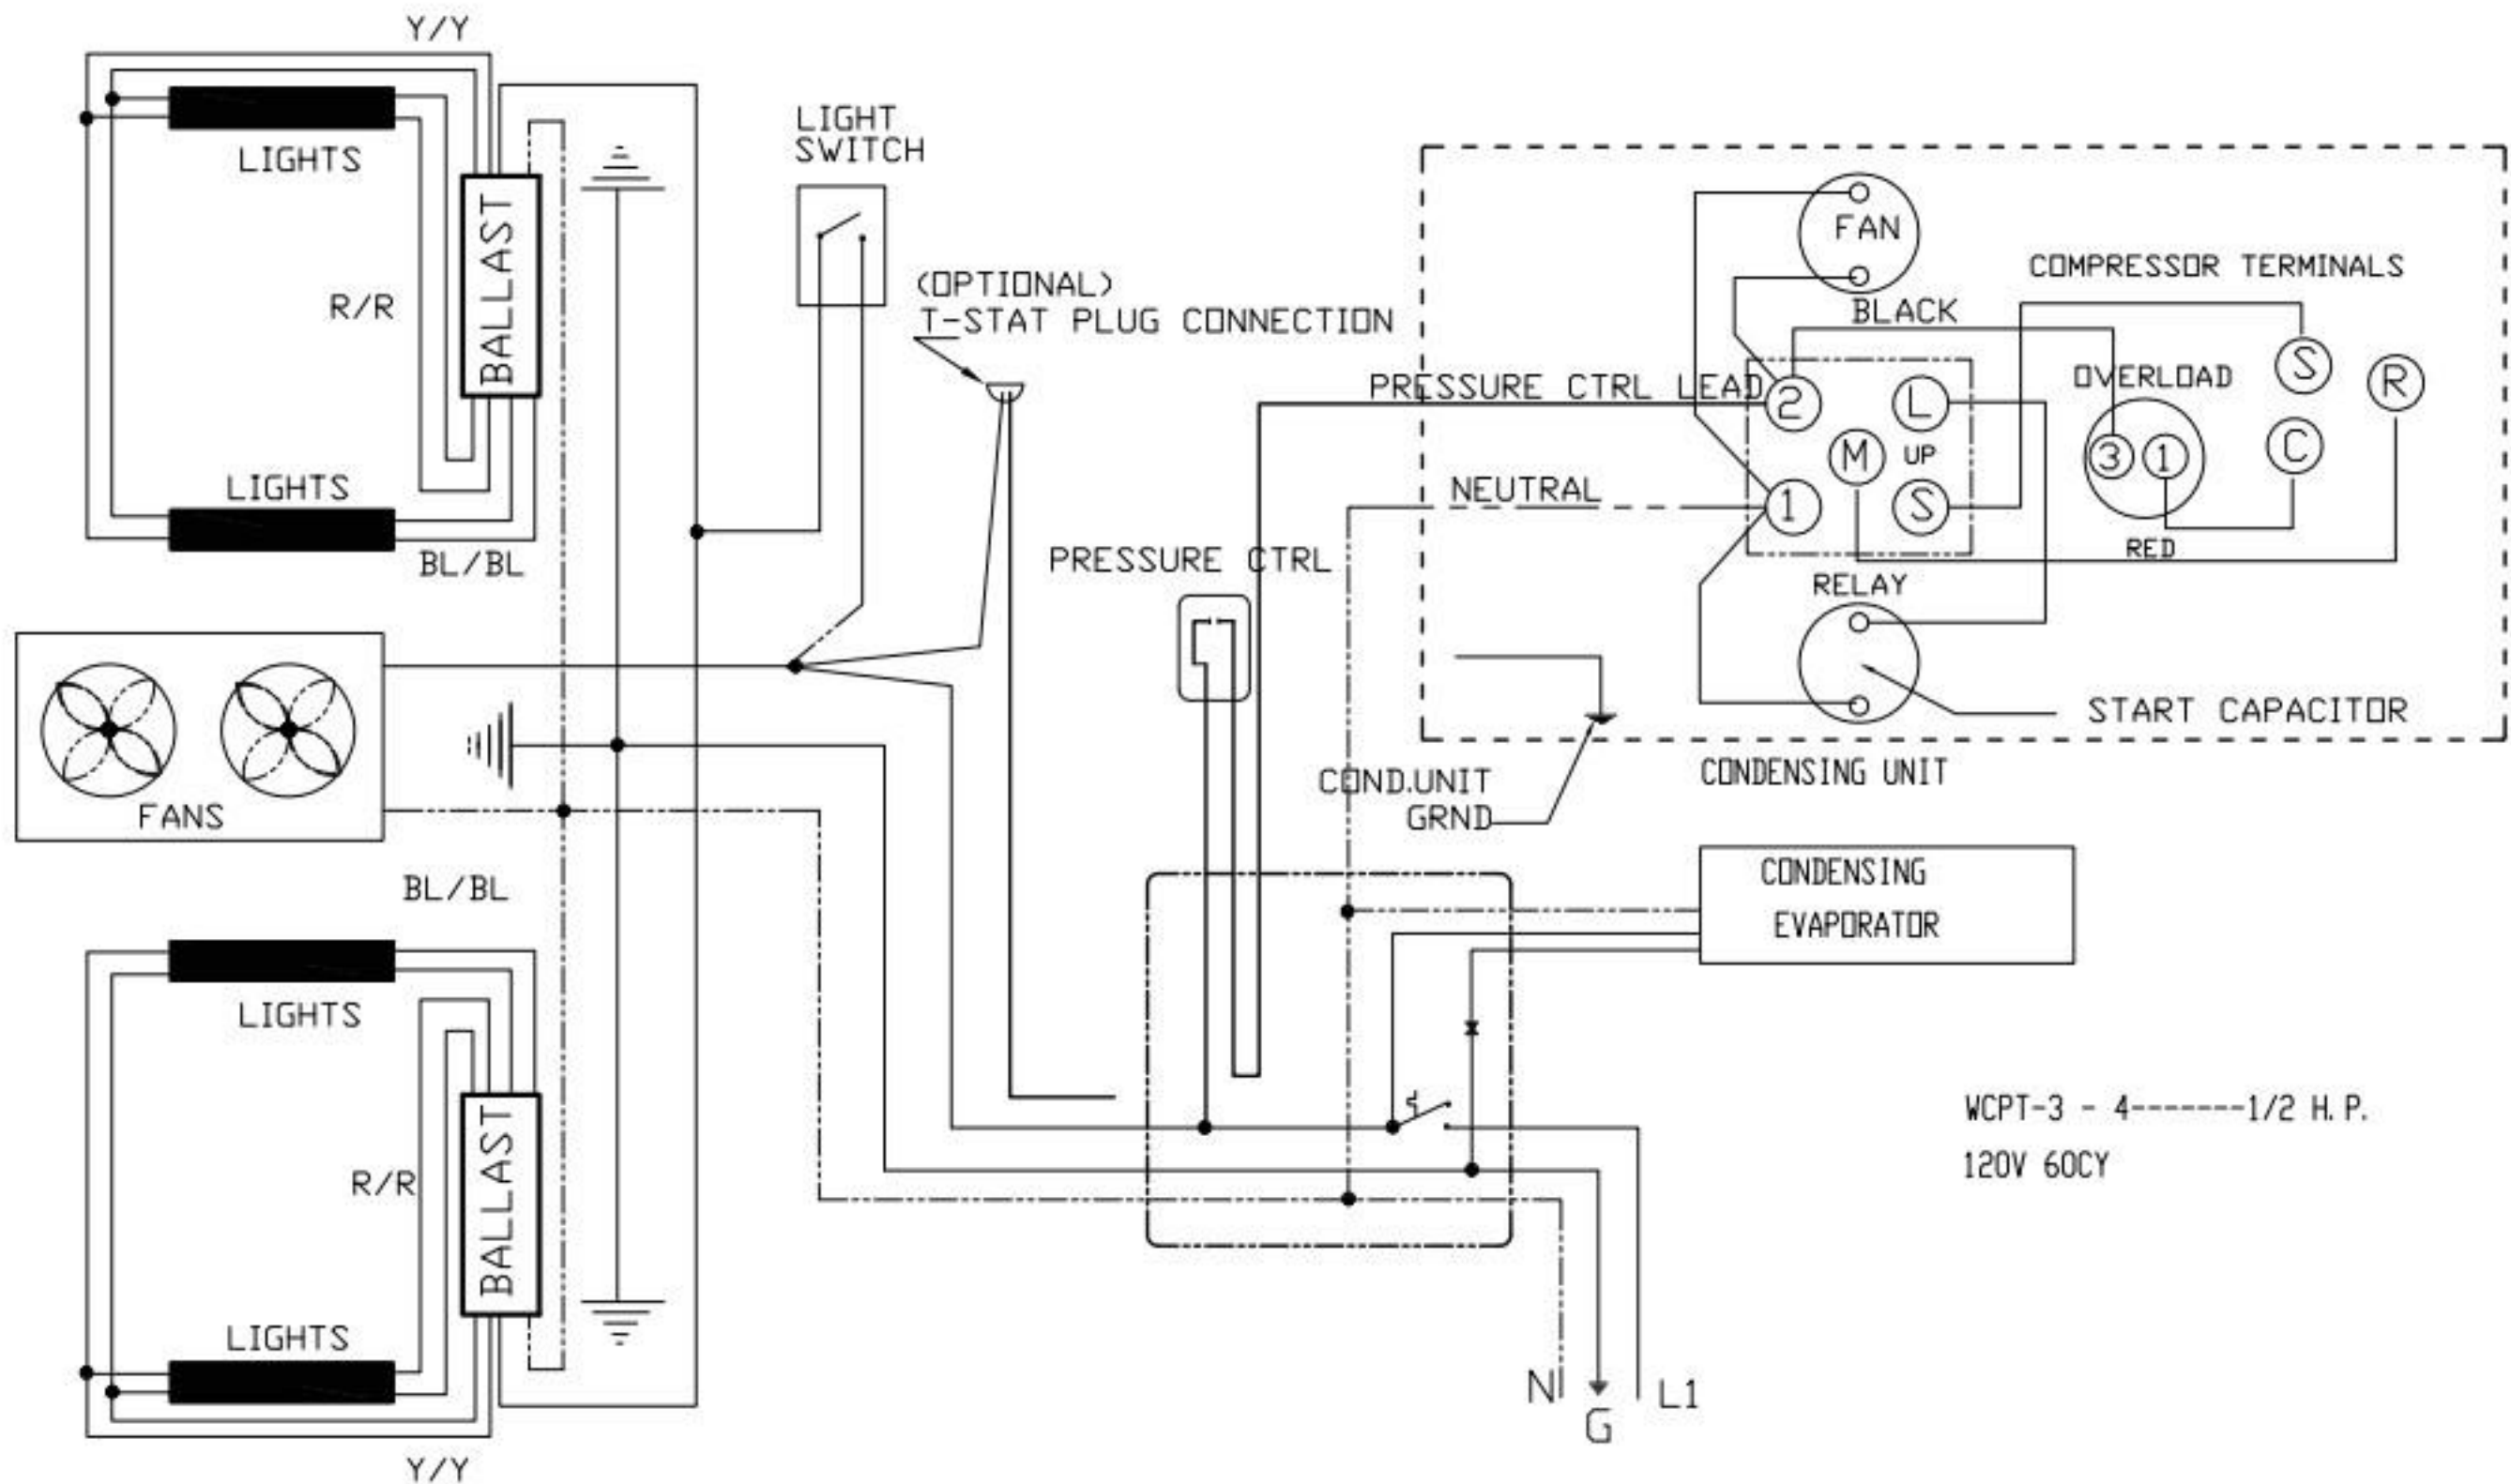 Y/Y
LIGHTS
BALLAST
R/R
LIGHTS
BL/BL
FANS
BL/BL
LIGHTS
BALLAST
R/R
LIGHTS
Y/Y
LIGHT
SWITCH
(OPTIONAL)
T-STAT PLUG CONNECTION
PRESSURE CTRL LEAD
NEUTRAL
PRESSURE CTRL
FAN
BLACK
COMPRESSOR TERMINALS
2
L
M
UP
1
S
OVERLOAD
3
1
S
R
C
RED
RELAY
START CAPACITOR
COND.UNIT
GRND
CONDENSING UNIT
CONDENSING
EVAPORATOR
WCPT-3 - 4-------1/2 H.P.
120V 60CY
N
G
L1